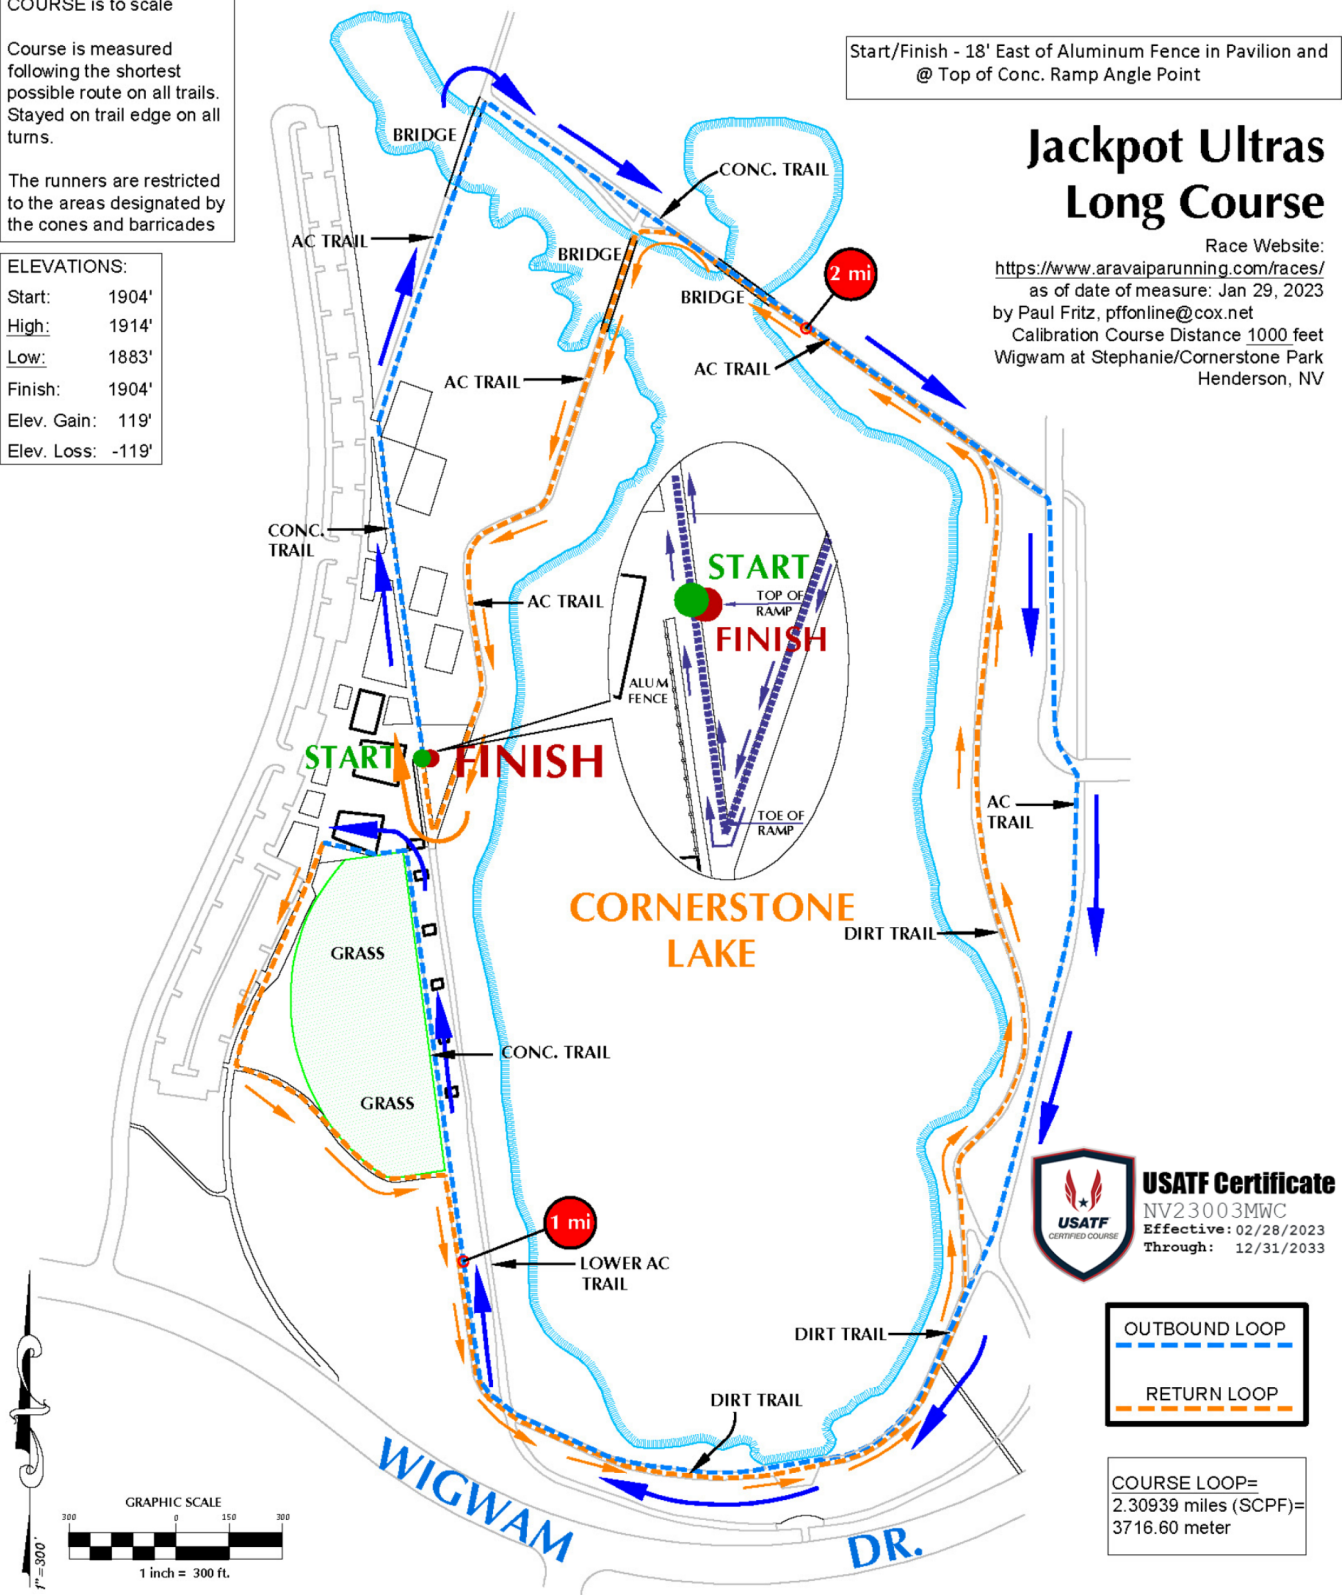 COURSE is to scale
Course is measured
following the shortest
possible route on all trails.
Stayed on trail edge on all
turns.
The runners are restricted
to the areas designated by
the cones and barricades
ELEVATIONS:
Start: 1904'
High: 1914'
Low: 1883'
Finish: 1904'
Elev. Gain: 119'
Elev. Loss: -119'
Start/Finish - 18' East of Aluminum Fence in Pavilion and
@ Top of Conc. Ramp Angle Point
Jackpot Ultras
Long Course
Race Website:
https://www.aravaiparunning.com/races/
as of date of measure: Jan 29, 2023
by Paul Fritz, pffonline@cox.net
Calibration Course Distance 1000 feet
Wigwam at Stephanie/Cornerstone Park
Henderson, NV
BRIDGE
CONC. TRAIL
AC TRAIL
BRIDGE
2 mi
BRIDGE
AC TRAIL
AC TRAIL
CONC.
TRAIL
START
TOP OF
RAMP
FINISH
AC TRAIL
ALUM
FENCE
START
FINISH
TOE OF
RAMP
AC
TRAIL
CORNERSTONE
LAKE
DIRT TRAIL
GRASS
CONC. TRAIL
GRASS
1 mi
LOWER AC
TRAIL
DIRT TRAIL
DIRT TRAIL
WIGWAM
DR.
USATF
CERTIFIED COURSE
USATF Certificate
NV23003MWC
Effective: 02/28/2023
Through: 12/31/2033
OUTBOUND LOOP
RETURN LOOP
COURSE LOOP=
2.30939 miles (SCPF)=
3716.60 meter
1"=300'
GRAPHIC SCALE
300 0 150 300
1 inch = 300 ft.